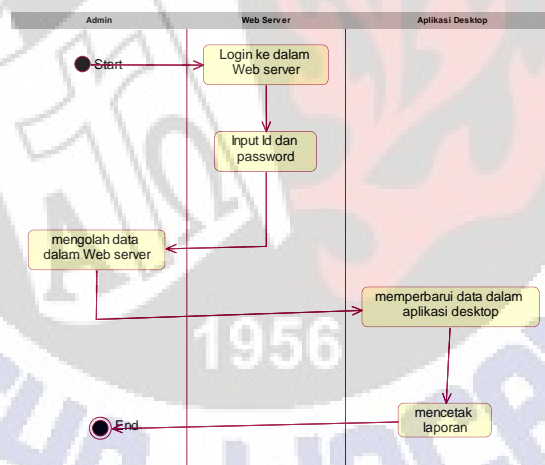 Admin
Web Server
Aplikasi Desktop
Start
Login ke dalam
Web server
Input Id dan
password
mengolah data
dalam Web server
memperbarui data dalam
aplikasi desktop
1956
mencetak
laporan
End